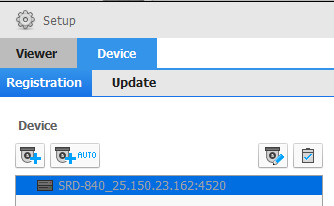 Setup
Viewer Device
Registration Update
Device
AUTO
SRD-840_25.150.23.162:4520